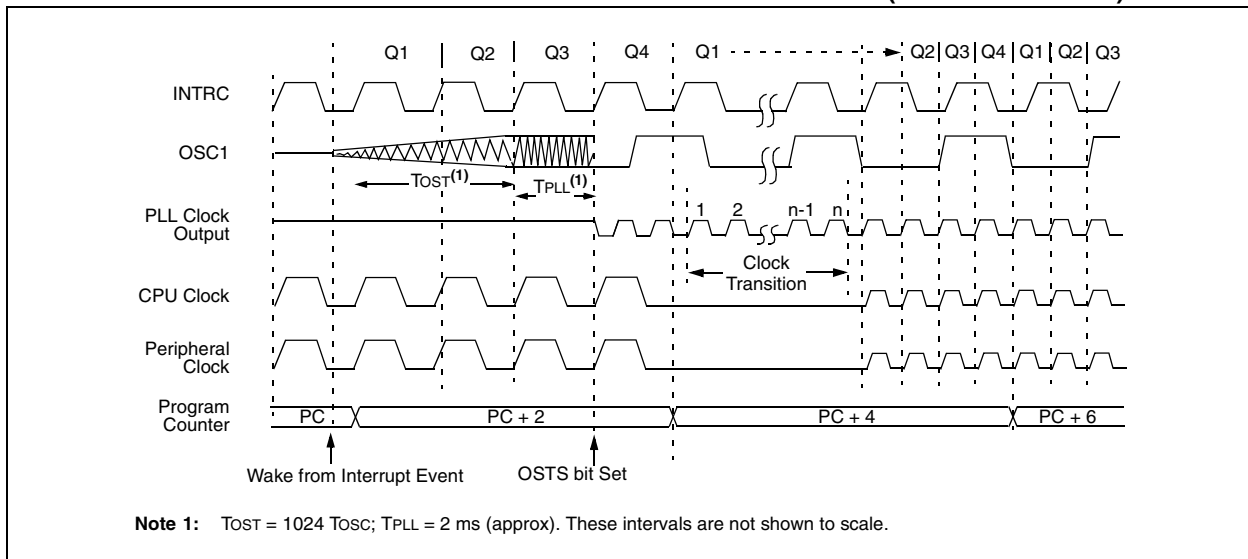 Q1 Q2 Q3 Q4 Q1 Q2 Q3 Q4 Q1 Q2 Q3
INTRC
OSC1
TOST(1) TPLL(1)
PLL Clock
Output
1 2 n-1 n
Clock
Transition
CPU Clock
Peripheral
Clock
Program
Counter
PC PC + 2 PC + 4 PC + 6
Wake from Interrupt Event OSTS bit Set
Note 1: TOST = 1024 TOSC; TPLL = 2 ms (approx). These intervals are not shown to scale.